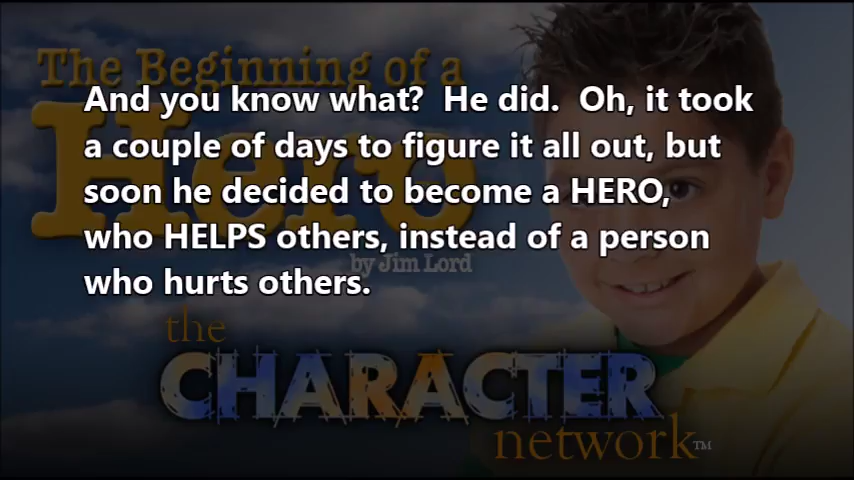 The Beginning of a
Hero
by Jim Lord
And you know what?  He did.  Oh, it took
a couple of days to figure it all out, but
soon he decided to become a HERO,
who HELPS others, instead of a person
who hurts others.
the
CHARACTER
network™